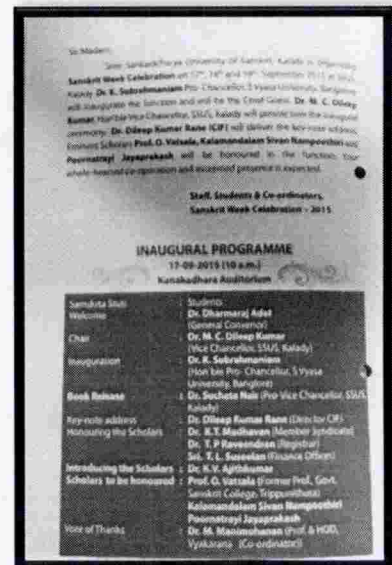 Sir/Madam,
Sree Sankaracharya University of Sanskrit, Kalady is organising
Sanskrit Week Celebration on 17th, 18th and 19th September 2015 at SSUS,
Kalady. Dr. K. Subrahmaniam Pro-Chancellor, S Vyasa University, Banglore
will inaugurate the function and will be the Chief Guest. Dr. M. C. Dileep
Kumar, Hon'ble Vice Chancellor, SSUS, Kalady will preside over the inaugural
ceremony. Dr. Dileep Kumar Rane (CIF) will deliver the key-note address.
Eminent Scholars Prof. O. Vatsala, Kalamandalam Sivan Nampoothiri and
Poornatrayi Jayaprakash will be honoured in the function. Your
whole-hearted co-operation and esteemed presence is expected.
Staff, Students & Co-ordinators,
Sanskrit Week Celebration - 2015
INAUGURAL PROGRAMME
17-09-2015 (10 a.m.)
Kanakadhara Auditorium
Samskrita Stuti : Students
Welcome : Dr. Dharmaraj Adat
(General Convenor)
Chair : Dr. M. C. Dileep Kumar
(Vice Chancellor, SSUS, Kalady)
Inauguration : Dr. K. Subrahmaniam
(Hon'ble Pro-Chancellor, S Vyasa
University, Banglore)
Book Release : Dr. Sucheta Nair (Pro Vice Chancellor, SSUS,
Kalady)
Key-note address : Dr. Dileep Kumar Rane (Director CIF)
Honouring the Scholars : Dr. K.T. Madhavan (Member Syndicate)
Dr. T. P Raveendran (Registrar)
Sri. T. L. Suseelan (Finance Officer)
Introducing the Scholars : Dr. K.V. Ajithkumar
Scholars to be honoured : Prof. O. Vatsala (Former Prof., Govt.
Sanskrit College, Trippunithura)
Kalamandalam Sivan Nampoothiri
Poornatrayi Jayaprakash
Vote of Thanks : Dr. M. Manimohanan (Prof. & HOD,
Vyakarana (Co-ordinator))